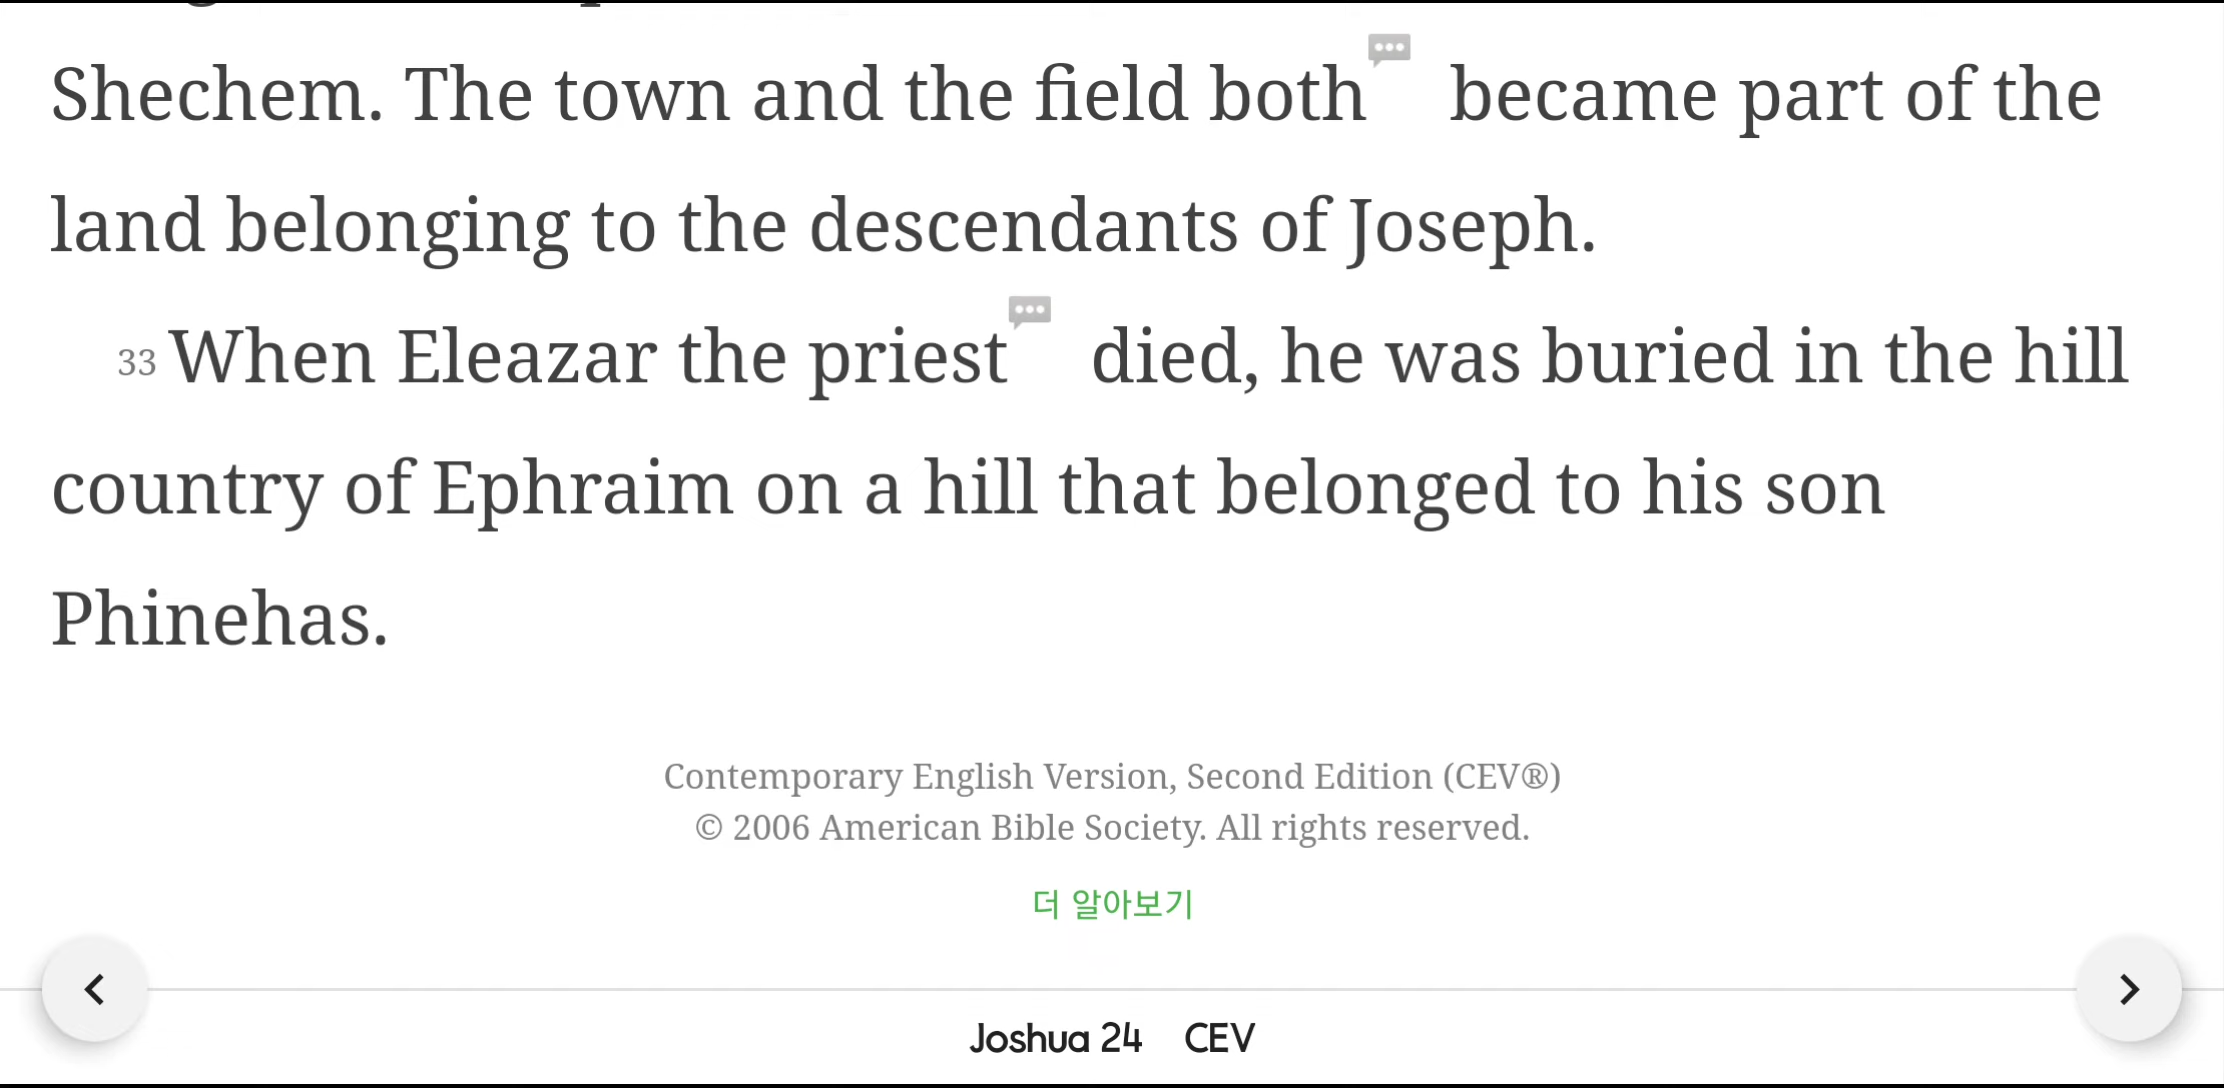 Shechem. The town and the field both became part of the
land belonging to the descendants of Joseph.
33 When Eleazar the priest died, he was buried in the hill
country of Ephraim on a hill that belonged to his son
Phinehas.
Contemporary English Version, Second Edition (CEV®)
© 2006 American Bible Society. All rights reserved.
더 알아보기
Joshua 24 CEV